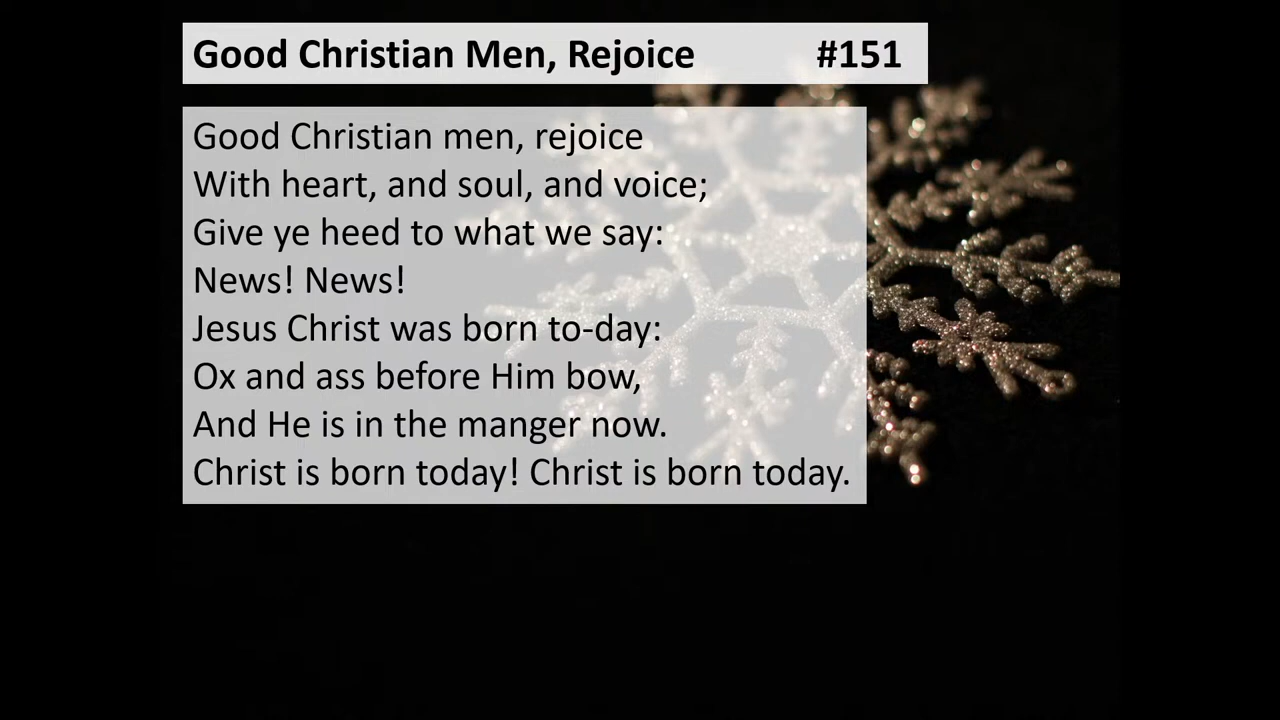 Good Christian Men, Rejoice #151
Good Christian men, rejoice
With heart, and soul, and voice;
Give ye heed to what we say:
News! News!
Jesus Christ was born to-day:
Ox and ass before Him bow,
And He is in the manger now.
Christ is born today! Christ is born today.